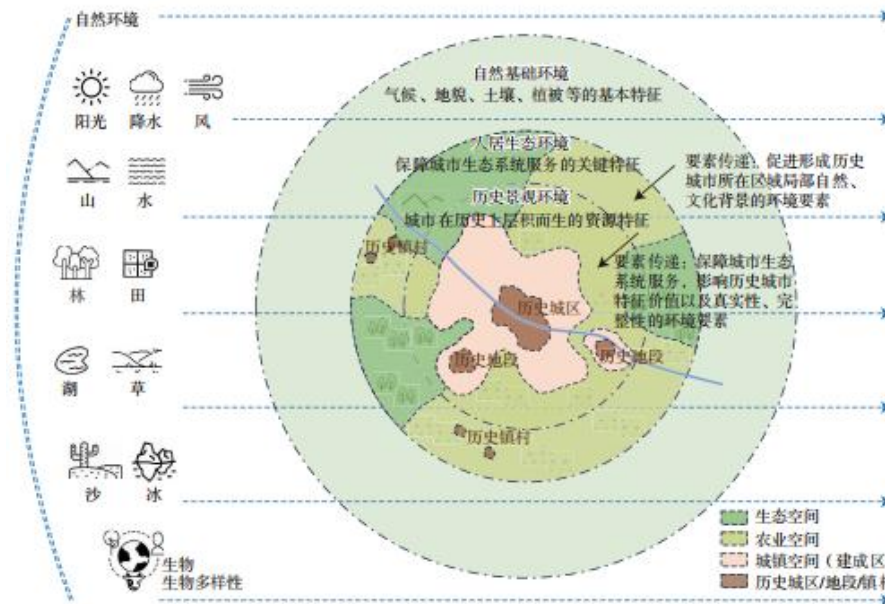 自然环境
阳光
降水
风
山
水
林
田
湖
草
沙
冰
生物
生物多样性
自然基础环境
气候、地貌、土壤、植被等的基本特征
人居生态环境
保障城市生态系统服务的关键特征
历史景观环境
城市在历史上层积而生的资源特征
历史镇村
历史城区
历史地段
历史地段
历史镇村
要素传递：促进形成历史
城市所在区域局部自然、
文化背景的环境要素
要素传递：保障城市生态
系统服务，影响历史城市
特征价值以及真实性、完
整性的环境要素
生态空间
农业空间
城镇空间（建成区
历史城区/地段/镇村